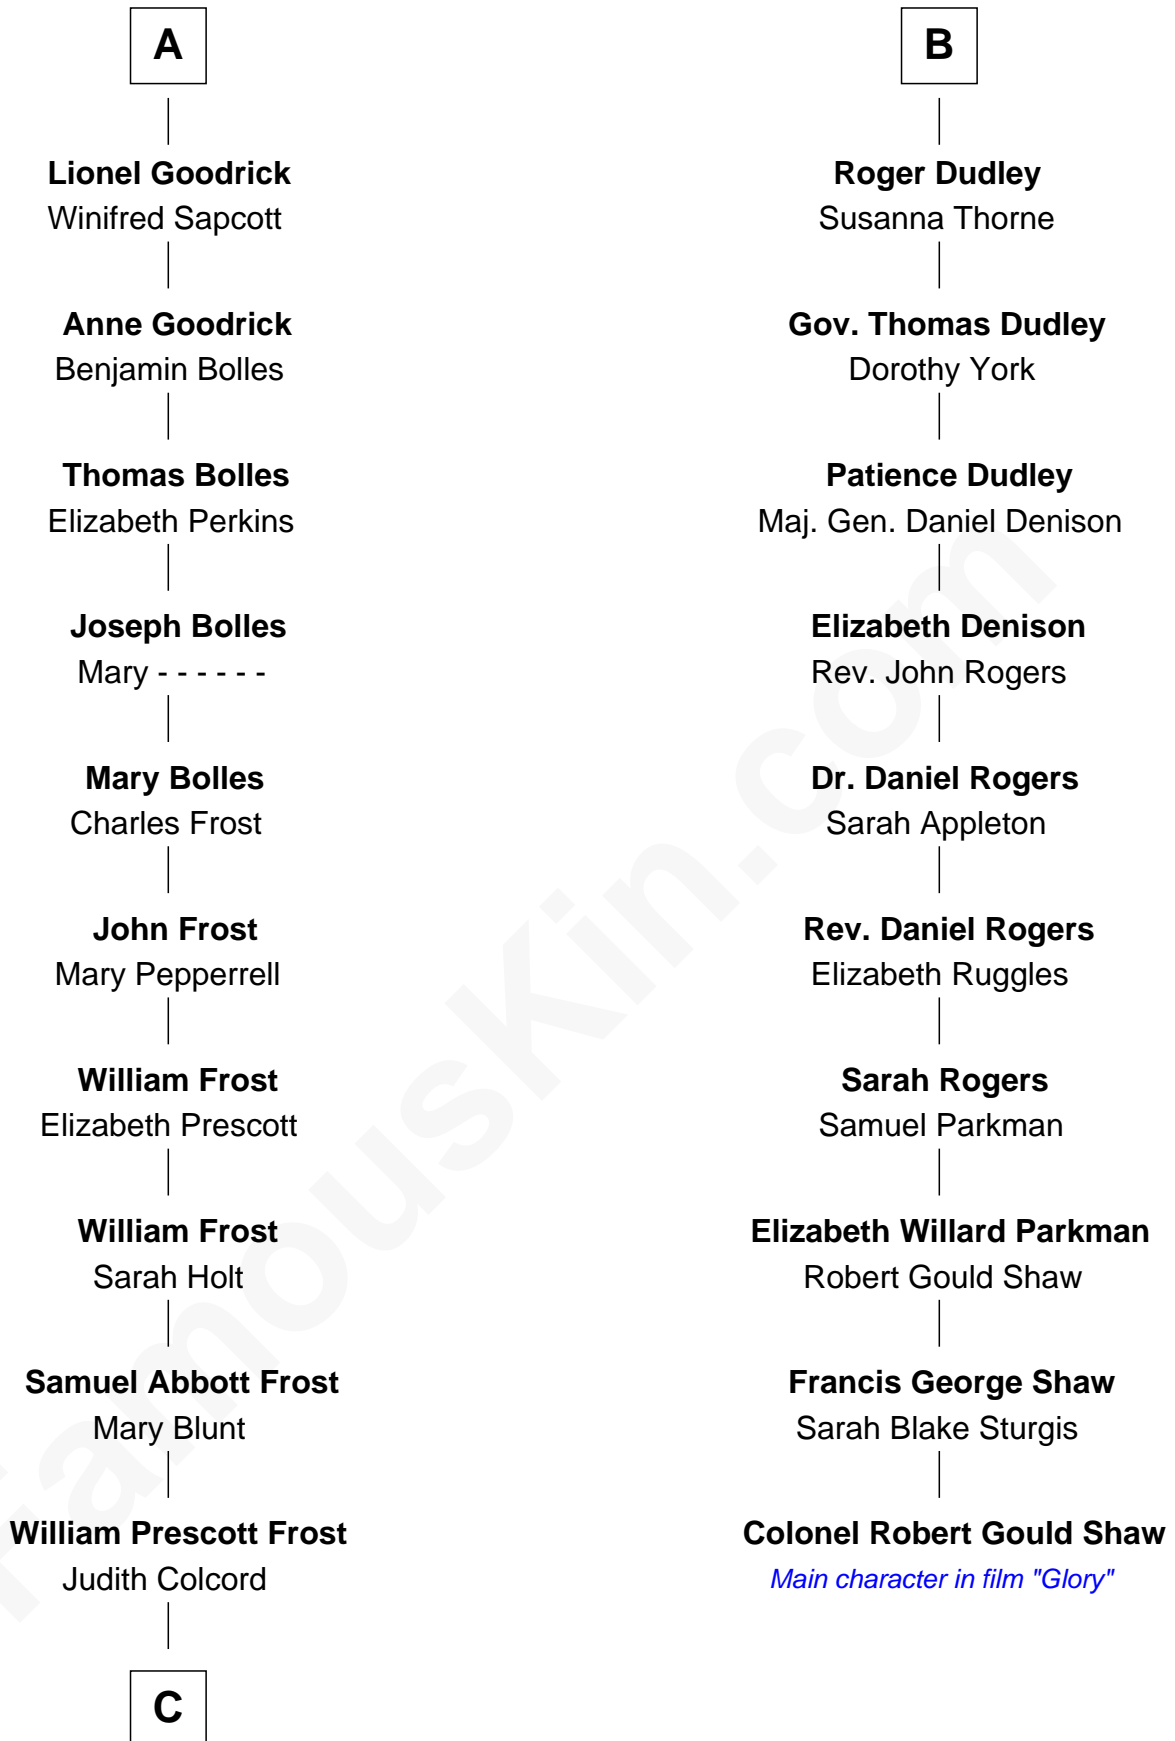 A
Lionel Goodrick
Winifred Sapcott
Anne Goodrick
Benjamin Bolles
Thomas Bolles
Elizabeth Perkins
Joseph Bolles
Mary - - - - - -
Mary Bolles
Charles Frost
John Frost
Mary Pepperrell
William Frost
Elizabeth Prescott
William Frost
Sarah Holt
Samuel Abbott Frost
Mary Blunt
William Prescott Frost
Judith Colcord
C
B
Roger Dudley
Susanna Thorne
Gov. Thomas Dudley
Dorothy York
Patience Dudley
Maj. Gen. Daniel Denison
Elizabeth Denison
Rev. John Rogers
Dr. Daniel Rogers
Sarah Appleton
Rev. Daniel Rogers
Elizabeth Ruggles
Sarah Rogers
Samuel Parkman
Elizabeth Willard Parkman
Robert Gould Shaw
Francis George Shaw
Sarah Blake Sturgis
Colonel Robert Gould Shaw
Main character in film "Glory"
FamousKin.com